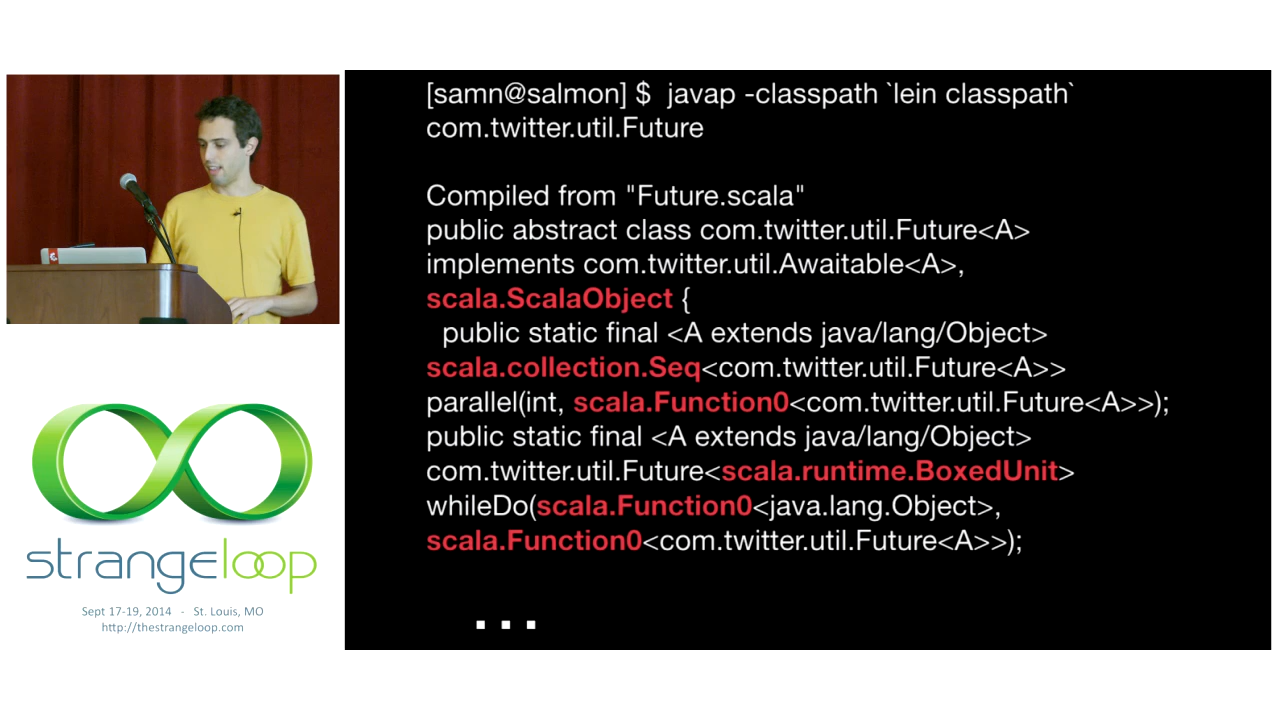 [samn@salmon] $  javap -classpath `lein classpath`
com.twitter.util.Future
Compiled from "Future.scala"
public abstract class com.twitter.util.Future<A>
implements com.twitter.util.Awaitable<A>,
scala.ScalaObject {
  public static final <A extends java/lang/Object>
scala.collection.Seq<com.twitter.util.Future<A>>
parallel(int, scala.Function0<com.twitter.util.Future<A>>);
public static final <A extends java/lang/Object>
com.twitter.util.Future<scala.runtime.BoxedUnit>
whileDo(scala.Function0<java.lang.Object>,
scala.Function0<com.twitter.util.Future<A>>);
...
strangeloop
Sept 17-19, 2014 - St. Louis, MO
http://thestrangeloop.com